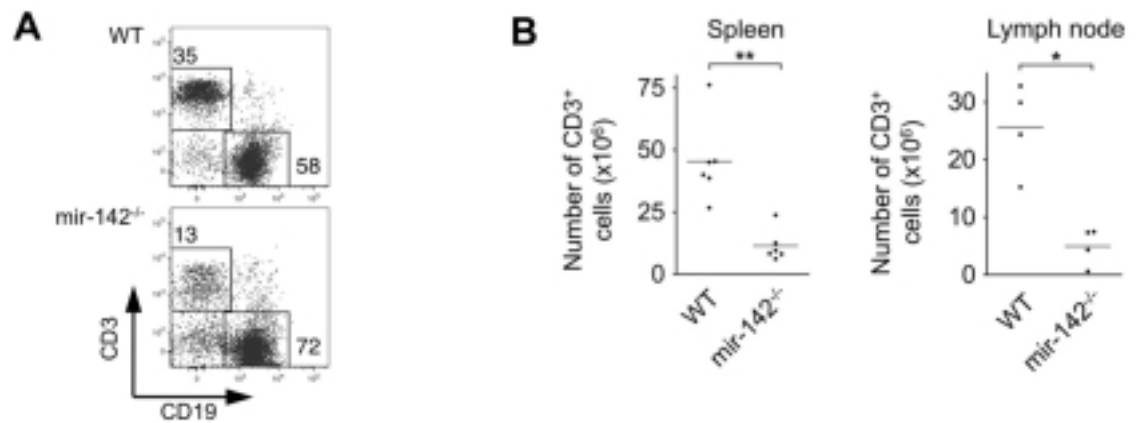 A
WT
35
58
mir-142⁻/⁻
13
72
CD3
CD19
B
Spleen
**
Number of CD3⁺
cells (x10⁶)
75
50
25
0
WT
mir-142⁻/⁻
Lymph node
*
Number of CD3⁺
cells (x10⁶)
30
20
10
0
WT
mir-142⁻/⁻